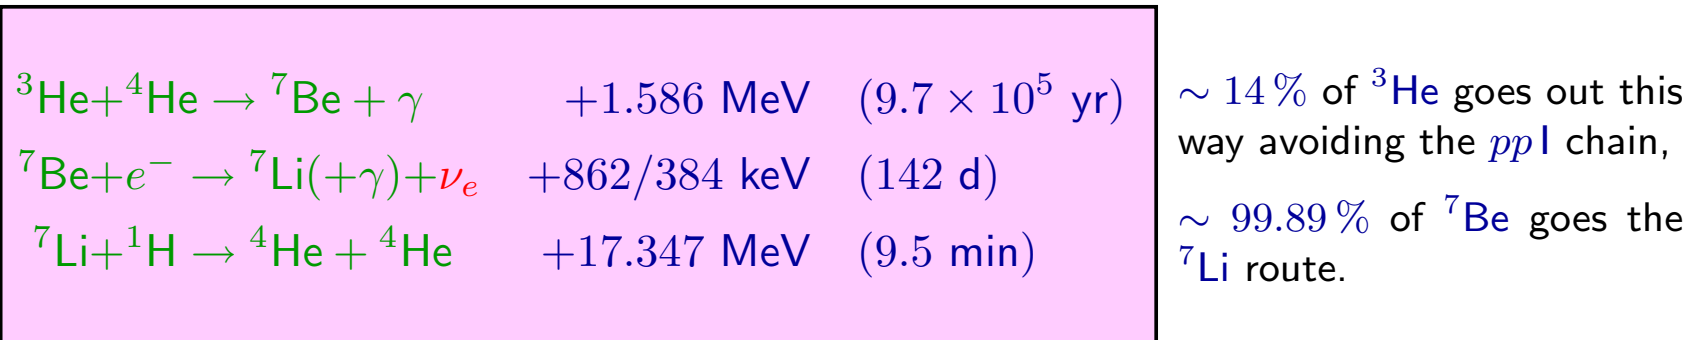 ³He+⁴He → ⁷Be + γ +1.586 MeV (9.7 × 10⁵ yr)
⁷Be+e⁻ → ⁷Li(+γ)+νₑ +862/384 keV (142 d)
⁷Li+¹H → ⁴He + ⁴He +17.347 MeV (9.5 min)
∼ 14 % of ³He goes out this
way avoiding the pp I chain,
∼ 99.89 % of ⁷Be goes the
⁷Li route.